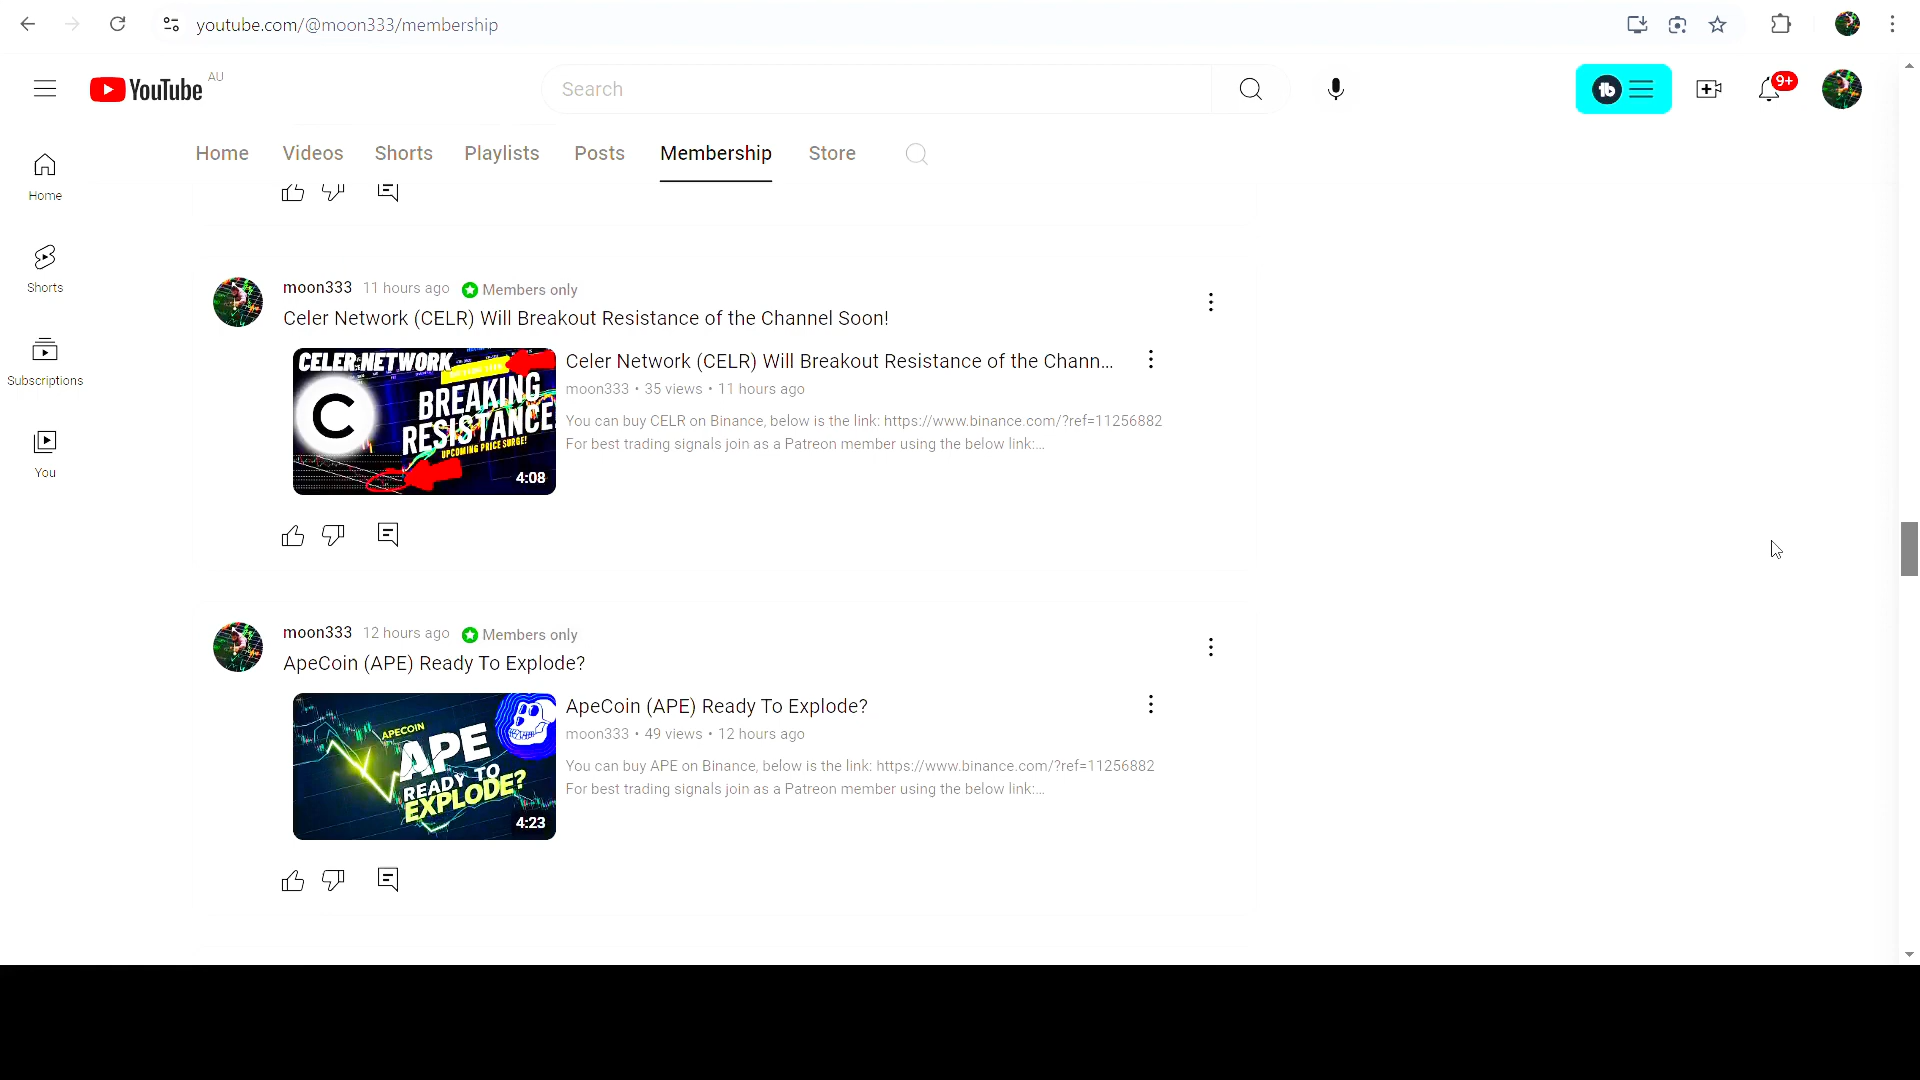 youtube.com/@moon333/membership
YouTube AU
Search
9+
Home Videos Shorts Playlists Posts Membership Store
Home
Shorts
Subscriptions
You
moon333 11 hours ago Members only
Celer Network (CELR) Will Breakout Resistance of the Channel Soon!
CELER NETWORK
C
BREAKING
RESISTANCE
UPCOMING PRICE SURGE!
4:08
Celer Network (CELR) Will Breakout Resistance of the Chann...
moon333 • 35 views • 11 hours ago
You can buy CELR on Binance, below is the link: https://www.binance.com/?ref=11256882
For best trading signals join as a Patreon member using the below link:...
moon333 12 hours ago Members only
ApeCoin (APE) Ready To Explode?
APECOIN
APE
READY TO
EXPLODE?
4:23
ApeCoin (APE) Ready To Explode?
moon333 • 49 views • 12 hours ago
You can buy APE on Binance, below is the link: https://www.binance.com/?ref=11256882
For best trading signals join as a Patreon member using the below link:...